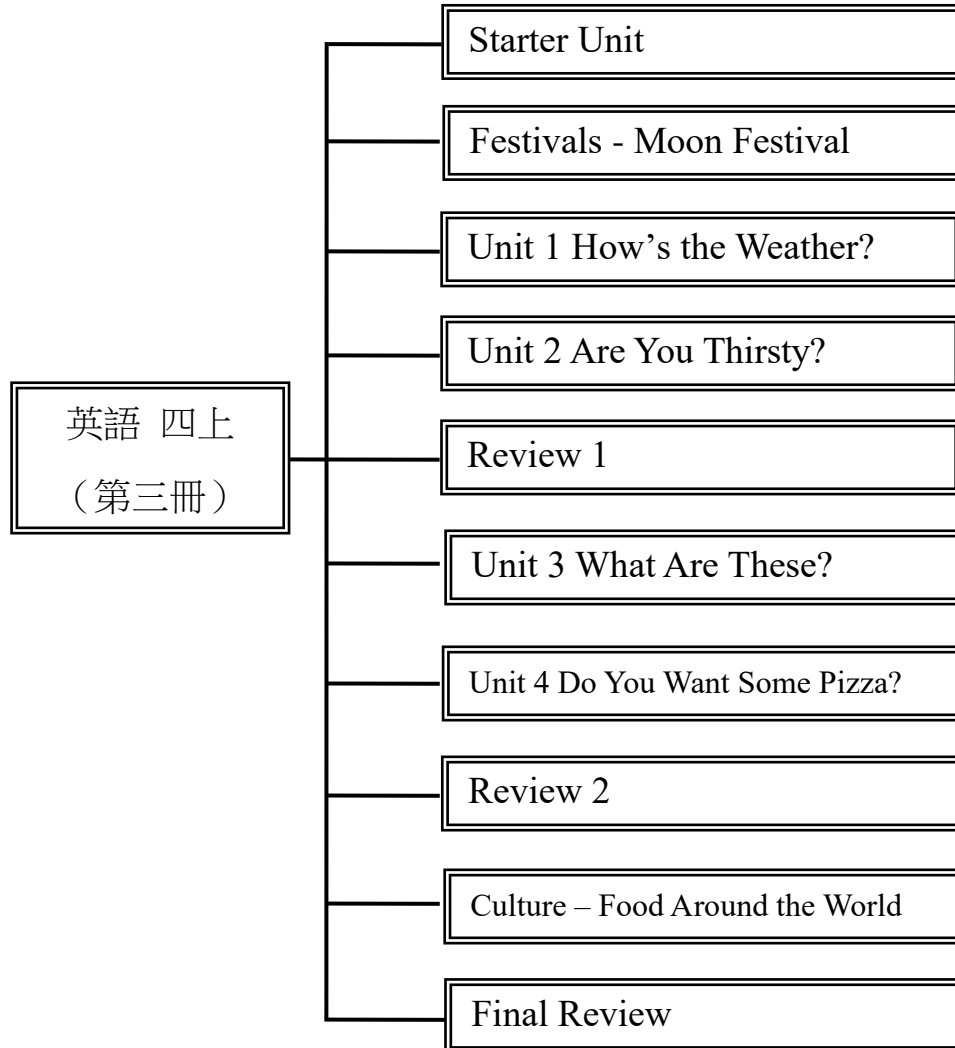 英語 四上
（第三冊）
Starter Unit
Festivals - Moon Festival
Unit 1 How’s the Weather?
Unit 2 Are You Thirsty?
Review 1
Unit 3 What Are These?
Unit 4 Do You Want Some Pizza?
Review 2
Culture – Food Around the World
Final Review